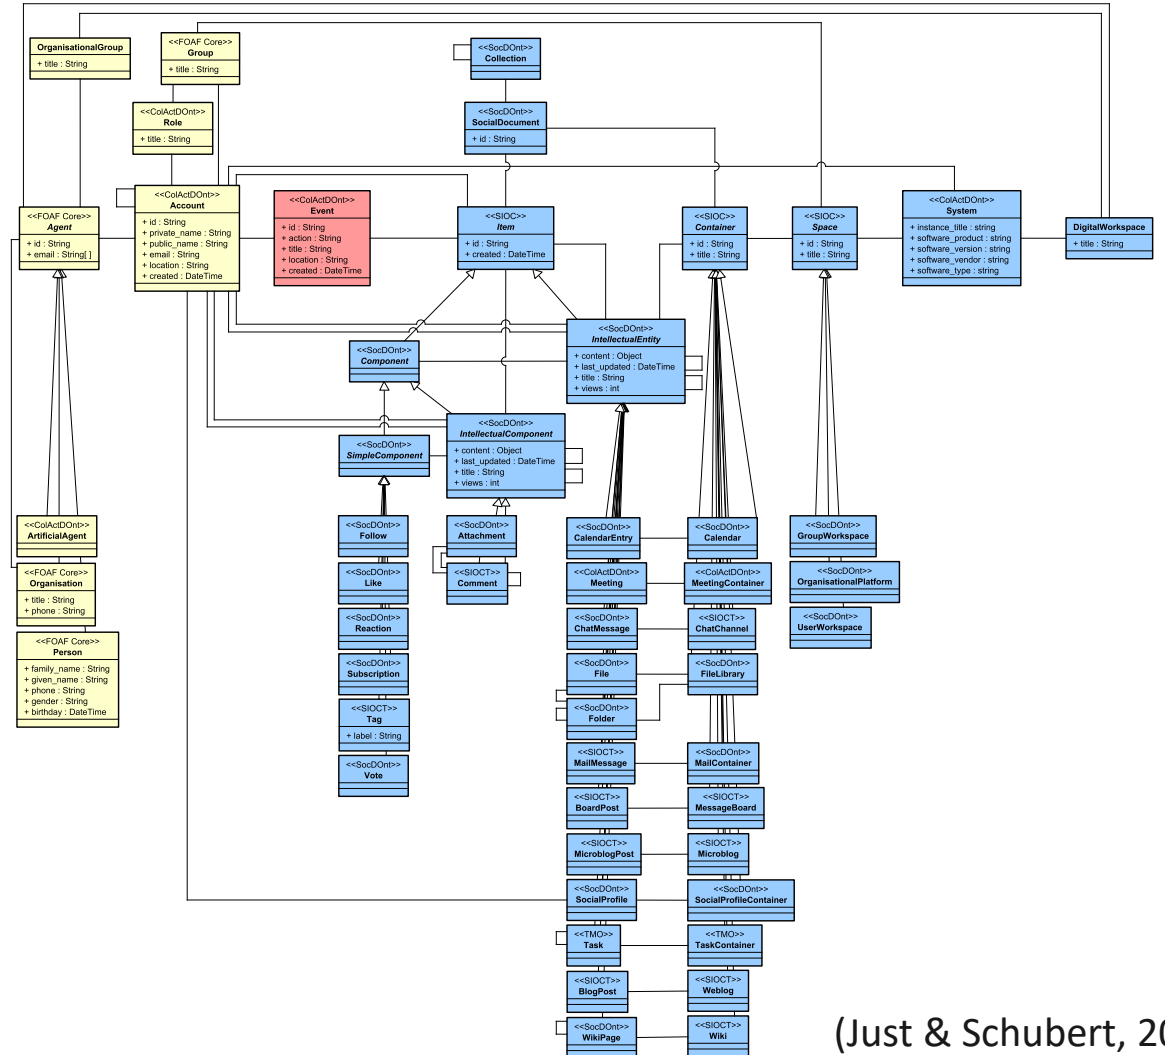 OrganisationalGroup
+ title : String
<<FOAF Core>>
Group
+ title : String
<<SocDOnt>>
Collection
<<ColActDOnt>>
Role
+ title : String
<<SocDOnt>>
SocialDocument
+ id : String
<<FOAF Core>>
Agent
+ id : String
+ email : String[ ]
<<ColActDOnt>>
Account
+ id : String
+ private_name : String
+ public_name : String
+ email : String
+ location : String
+ created : DateTime
<<ColActDOnt>>
Event
+ id : String
+ action : String
+ title : String
+ location : String
+ created : DateTime
<<SIOC>>
Item
+ id : String
+ created : DateTime
<<SIOC>>
Container
+ id : String
+ title : String
<<SIOC>>
Space
+ id : String
+ title : String
<<ColActDOnt>>
System
+ instance_title : string
+ software_product : string
+ software_version : string
+ software_vendor : string
+ software_type : string
DigitalWorkspace
+ title : String
<<SocDOnt>>
Component
<<SocDOnt>>
IntellectualEntity
+ content : Object
+ last_updated : DateTime
+ title : String
+ views : int
<<SocDOnt>>
SimpleComponent
<<SocDOnt>>
IntellectualComponent
+ content : Object
+ last_updated : DateTime
+ title : String
+ views : int
<<ColActDOnt>>
ArtificialAgent
<<FOAF Core>>
Organisation
+ title : String
+ phone : String
<<FOAF Core>>
Person
+ family_name : String
+ given_name : String
+ phone : String
+ gender : String
+ birthday : DateTime
<<SocDOnt>>
Follow
<<SocDOnt>>
Like
<<SocDOnt>>
Reaction
<<SocDOnt>>
Subscription
<<SIOCT>>
Tag
+ label : String
<<SocDOnt>>
Vote
<<SocDOnt>>
Attachment
<<SIOCT>>
Comment
<<SocDOnt>>
CalendarEntry
<<SocDOnt>>
Calendar
<<ColActDOnt>>
Meeting
<<ColActDOnt>>
MeetingContainer
<<SocDOnt>>
ChatMessage
<<SIOCT>>
ChatChannel
<<SocDOnt>>
File
<<SocDOnt>>
FileLibrary
<<SocDOnt>>
Folder
<<SIOCT>>
MailMessage
<<SocDOnt>>
MailContainer
<<SIOCT>>
BoardPost
<<SIOCT>>
MessageBoard
<<SIOCT>>
MicroblogPost
<<SIOCT>>
Microblog
<<SocDOnt>>
SocialProfile
<<SocDOnt>>
SocialProfileContainer
<<TMO>>
Task
<<TMO>>
TaskContainer
<<SIOCT>>
BlogPost
<<SIOCT>>
Weblog
<<SocDOnt>>
WikiPage
<<SIOCT>>
Wiki
<<SocDOnt>>
GroupWorkspace
<<SocDOnt>>
OrganisationalPlatform
<<SocDOnt>>
UserWorkspace
(Just & Schubert, 20